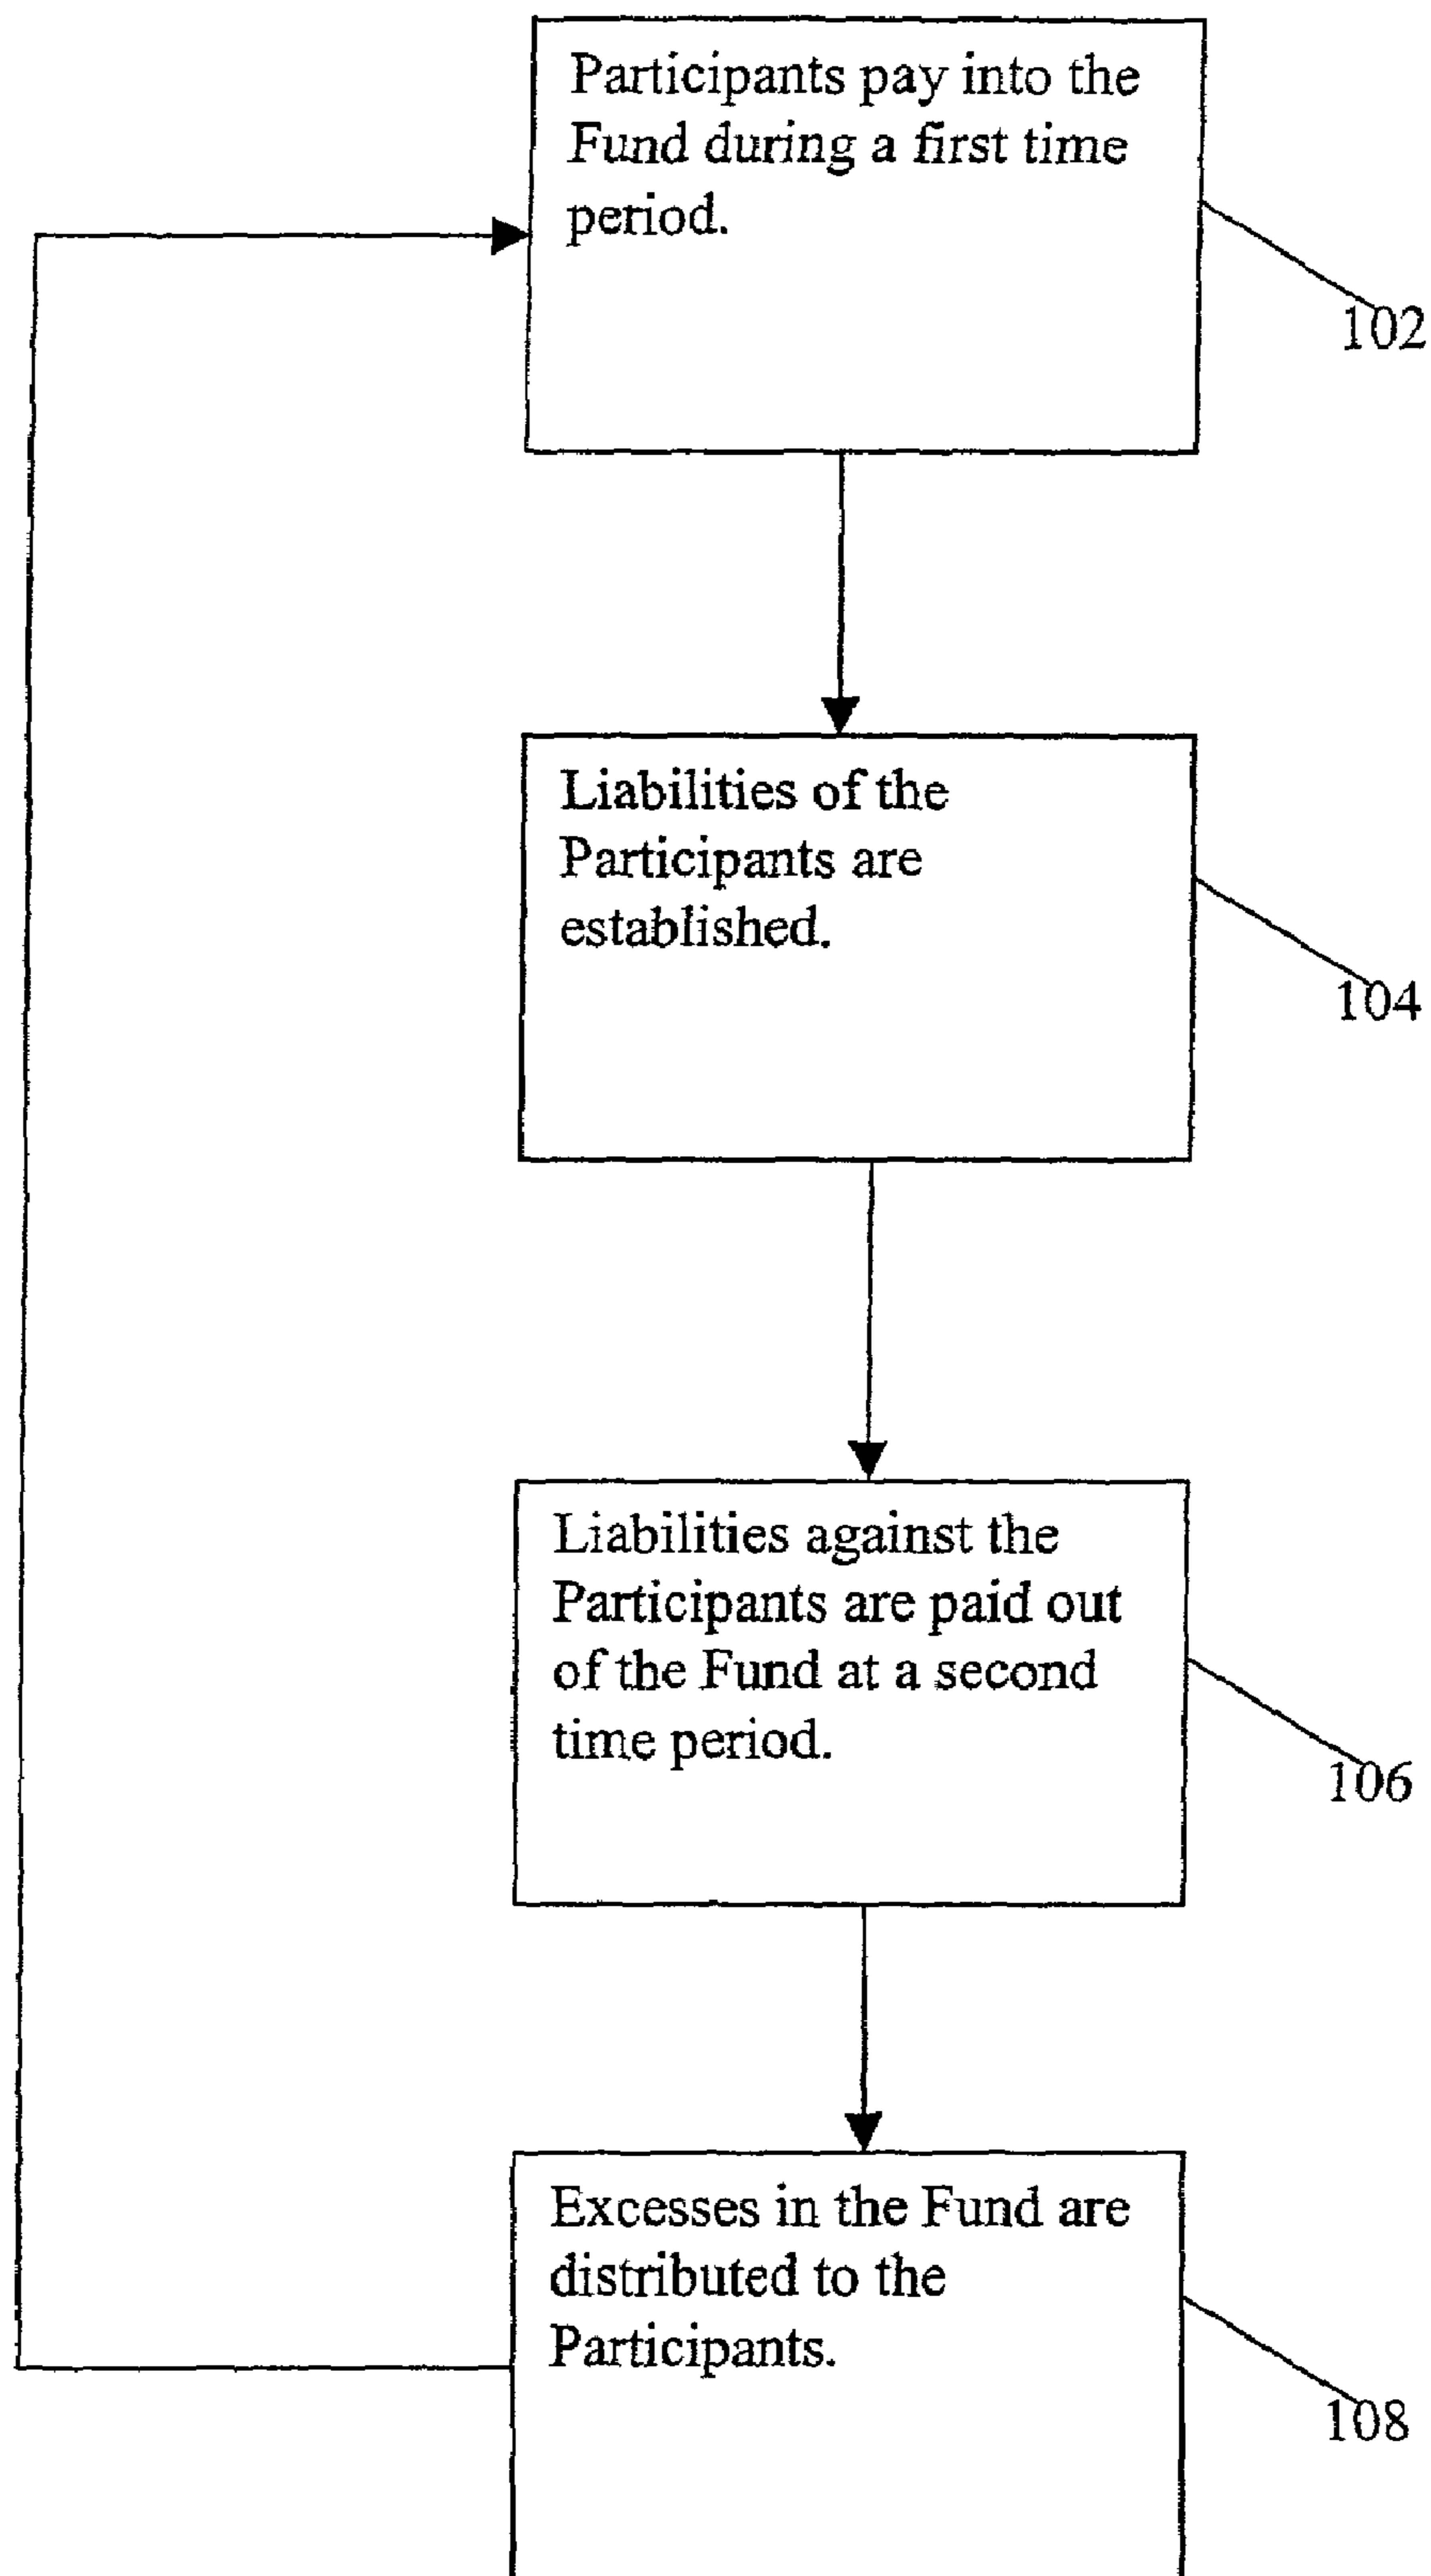 Participants pay into the
Fund during a first time
period.
102
Liabilities of the
Participants are
established.
104
Liabilities against the
Participants are paid out
of the Fund at a second
time period.
106
Excesses in the Fund are
distributed to the
Participants.
108